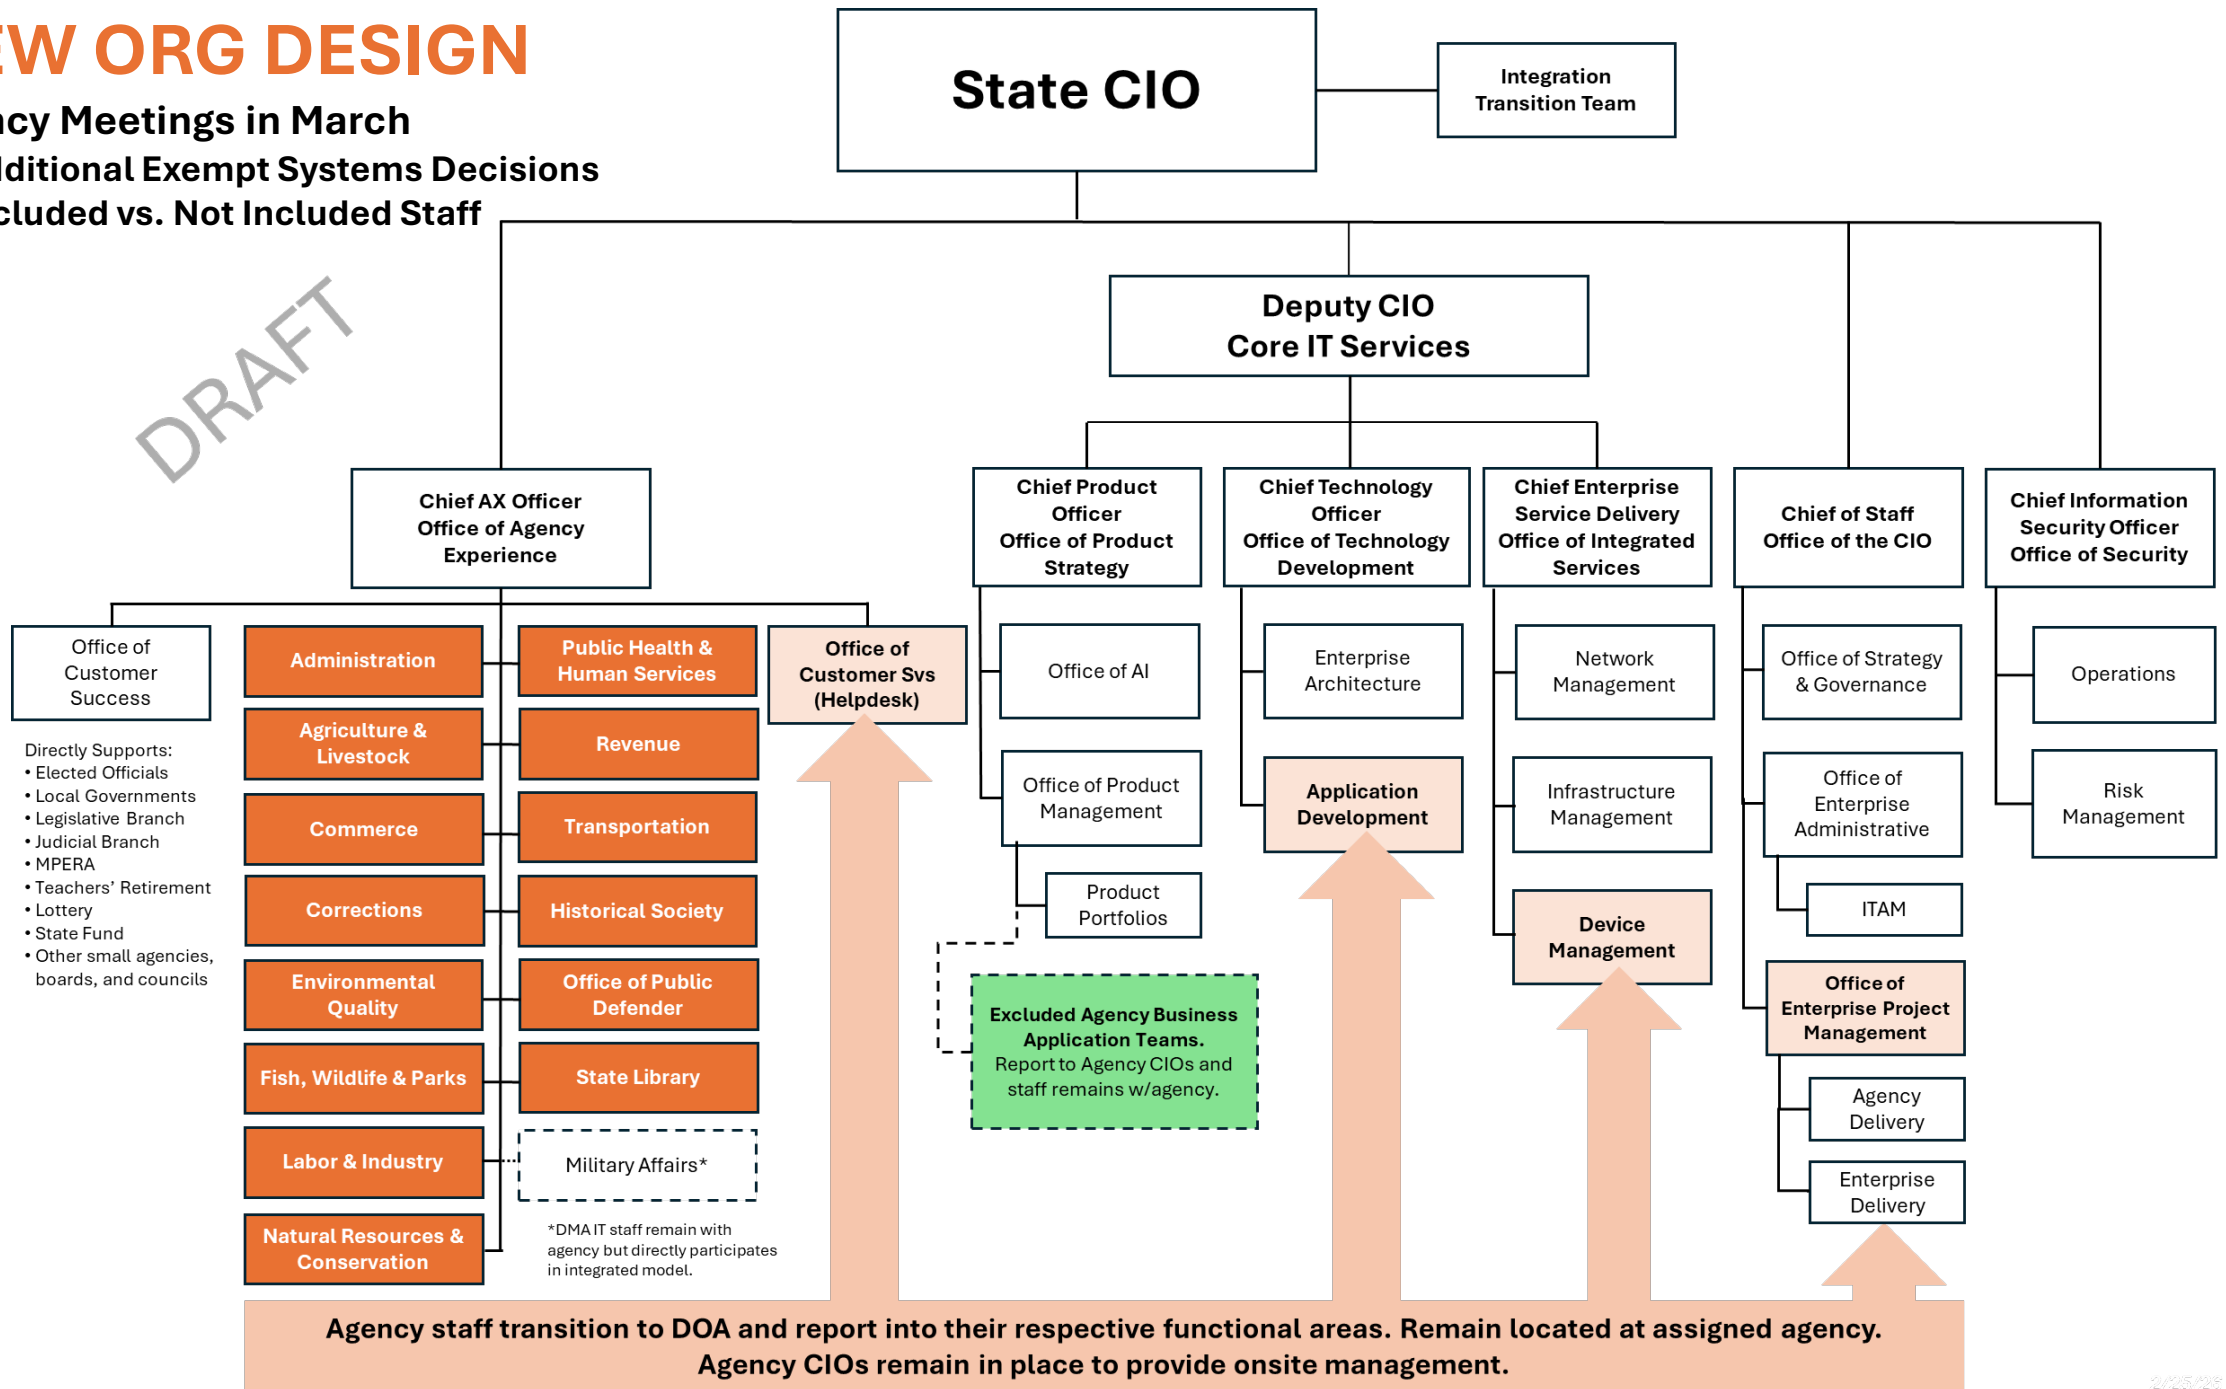 EW ORG DESIGN
ncy Meetings in March
dditional Exempt Systems Decisions
cluded vs. Not Included Staff
DRAFT
State CIO
Integration
Transition Team
Deputy CIO
Core IT Services
Chief AX Officer
Office of Agency
Experience
Chief Product
Officer
Office of Product
Strategy
Chief Technology
Officer
Office of Technology
Development
Chief Enterprise
Service Delivery
Office of Integrated
Services
Chief of Staff
Office of the CIO
Chief Information
Security Officer
Office of Security
Office of
Customer
Success
Directly Supports:
• Elected Officials
• Local Governments
• Legislative Branch
• Judicial Branch
• MPERA
• Teachers’ Retirement
• Lottery
• State Fund
• Other small agencies,
boards, and councils
Administration
Agriculture &
Livestock
Commerce
Corrections
Environmental
Quality
Fish, Wildlife & Parks
Labor & Industry
Natural Resources &
Conservation
Public Health &
Human Services
Revenue
Transportation
Historical Society
Office of Public
Defender
State Library
Military Affairs*
*DMA IT staff remain with
agency but directly participates
in integrated model.
Office of
Customer Svs
(Helpdesk)
Office of AI
Office of Product
Management
Product
Portfolios
Excluded Agency Business
Application Teams.
Report to Agency CIOs and
staff remains w/agency.
Enterprise
Architecture
Application
Development
Network
Management
Infrastructure
Management
Device
Management
Office of Strategy
& Governance
Office of
Enterprise
Administrative
ITAM
Office of
Enterprise Project
Management
Agency
Delivery
Enterprise
Delivery
Operations
Risk
Management
Agency staff transition to DOA and report into their respective functional areas. Remain located at assigned agency.
Agency CIOs remain in place to provide onsite management.